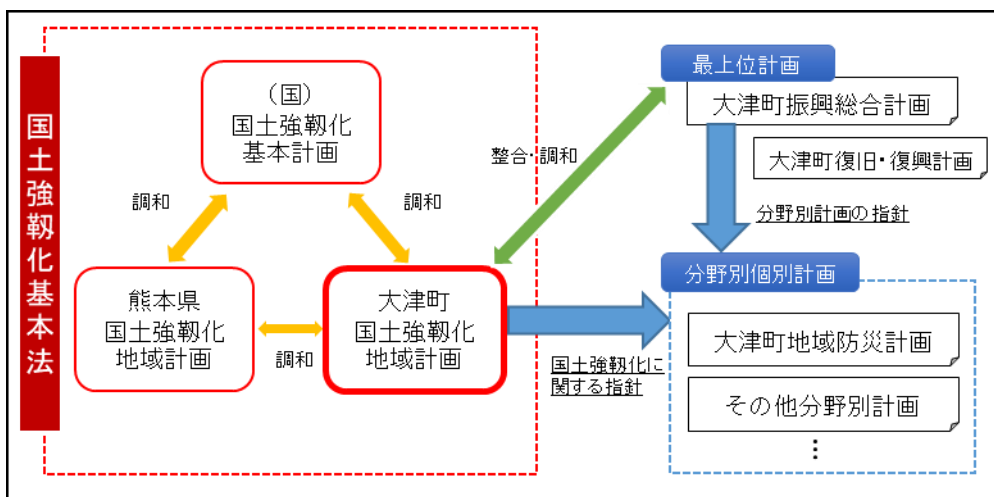 国土強靱化基本法
（国）
国土強靱化
基本計画
調和
調和
熊本県
国土強靱化
地域計画
調和
大津町
国土強靱化
地域計画
整合・調和
最上位計画
大津町振興総合計画
大津町復旧・復興計画
分野別計画の指針
国土強靱化に
関する指針
分野別個別計画
大津町地域防災計画
その他分野別計画
⋮